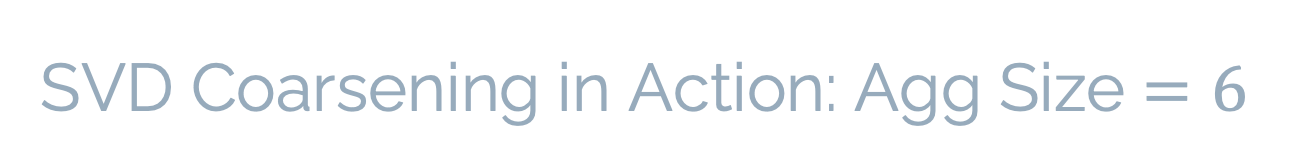 SVD Coarsening in Action: Agg Size = 6